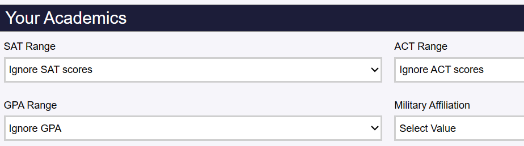 Your Academics
SAT Range
ACT Range
Ignore SAT scores
Ignore ACT scores
GPA Range
Military Affiliation
Ignore GPA
Select Value